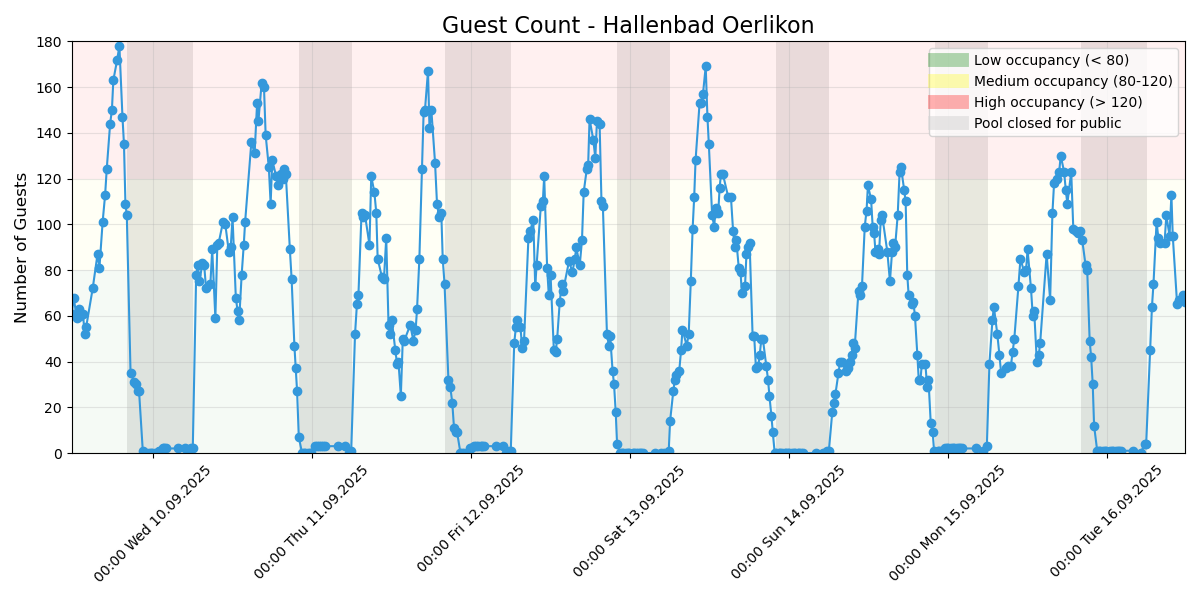 Guest Count - Hallenbad Oerlikon
Number of Guests
180
160
140
120
100
80
60
40
20
0
Low occupancy (< 80)
Medium occupancy (80-120)
High occupancy (> 120)
Pool closed for public
00:00 Wed 10.09.2025
00:00 Thu 11.09.2025
00:00 Fri 12.09.2025
00:00 Sat 13.09.2025
00:00 Sun 14.09.2025
00:00 Mon 15.09.2025
00:00 Tue 16.09.2025